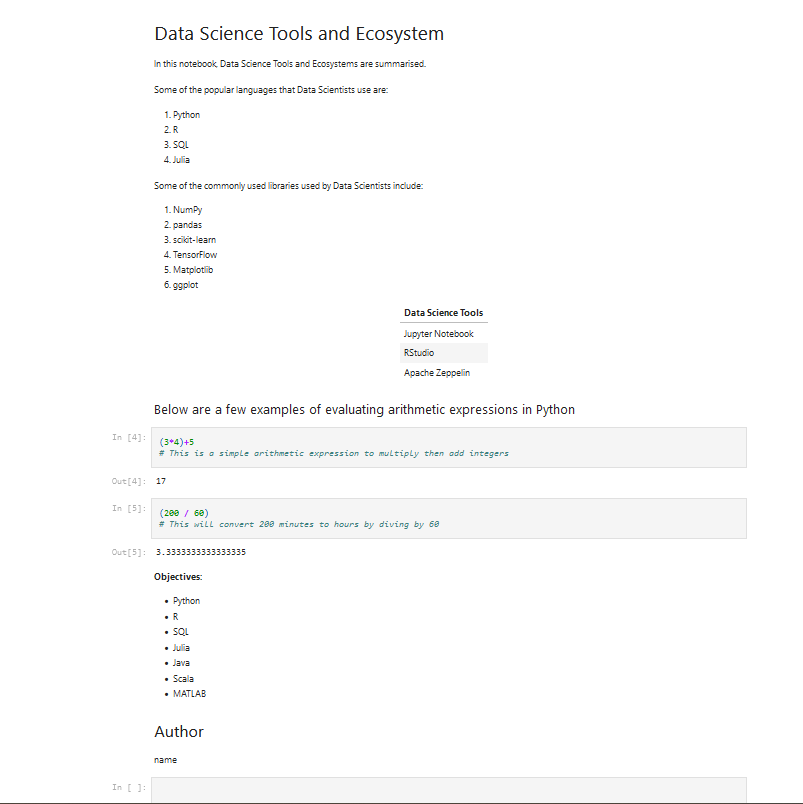 Data Science Tools and Ecosystem
In this notebook, Data Science Tools and Ecosystems are summarised.
Some of the popular languages that Data Scientists use are:
1. Python
2. R
3. SQL
4. Julia
Some of the commonly used libraries used by Data Scientists include:
1. NumPy
2. pandas
3. scikit-learn
4. TensorFlow
5. Matplotlib
6. ggplot
Data Science Tools
Jupyter Notebook
RStudio
Apache Zeppelin
Below are a few examples of evaluating arithmetic expressions in Python
In [4]: (3*4)+5
# This is a simple arithmetic expression to multiply then add integers
Out[4]: 17
In [5]: (200 / 60)
# This will convert 200 minutes to hours by diving by 60
Out[5]: 3.3333333333333335
Objectives:
• Python
• R
• SQL
• Julia
• Java
• Scala
• MATLAB
Author
name
In [ ]: